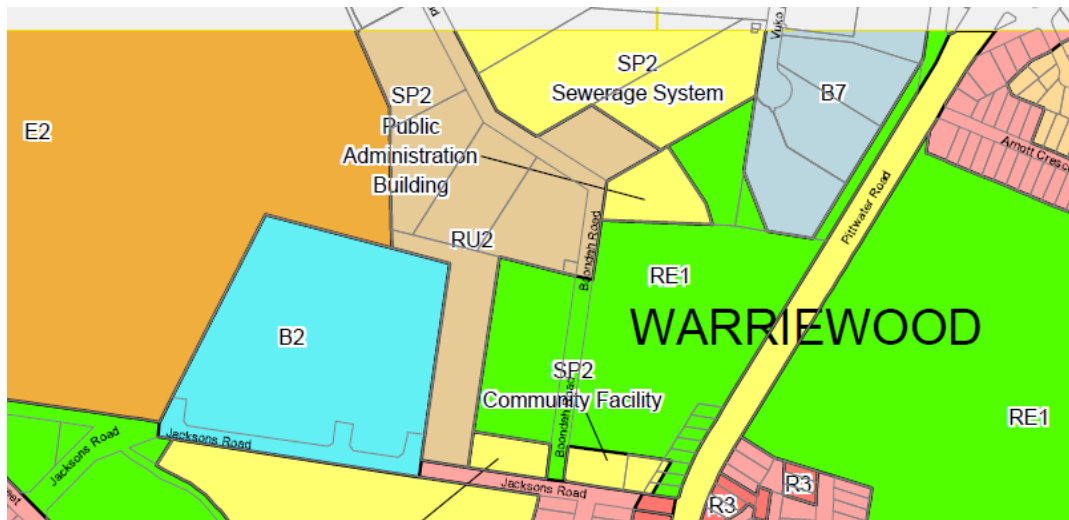 Vuko
SP2
Sewerage System
B7
E2
SP2
Public
Administration
Building
Arnott Cresc
Pittwater Road
RU2
Boondah Road
RE1
WARRIEWOOD
B2
SP2
Community Facility
Boondah Road
RE1
Jacksons Road
Jacksons Road
Jacksons Road
R3
R3